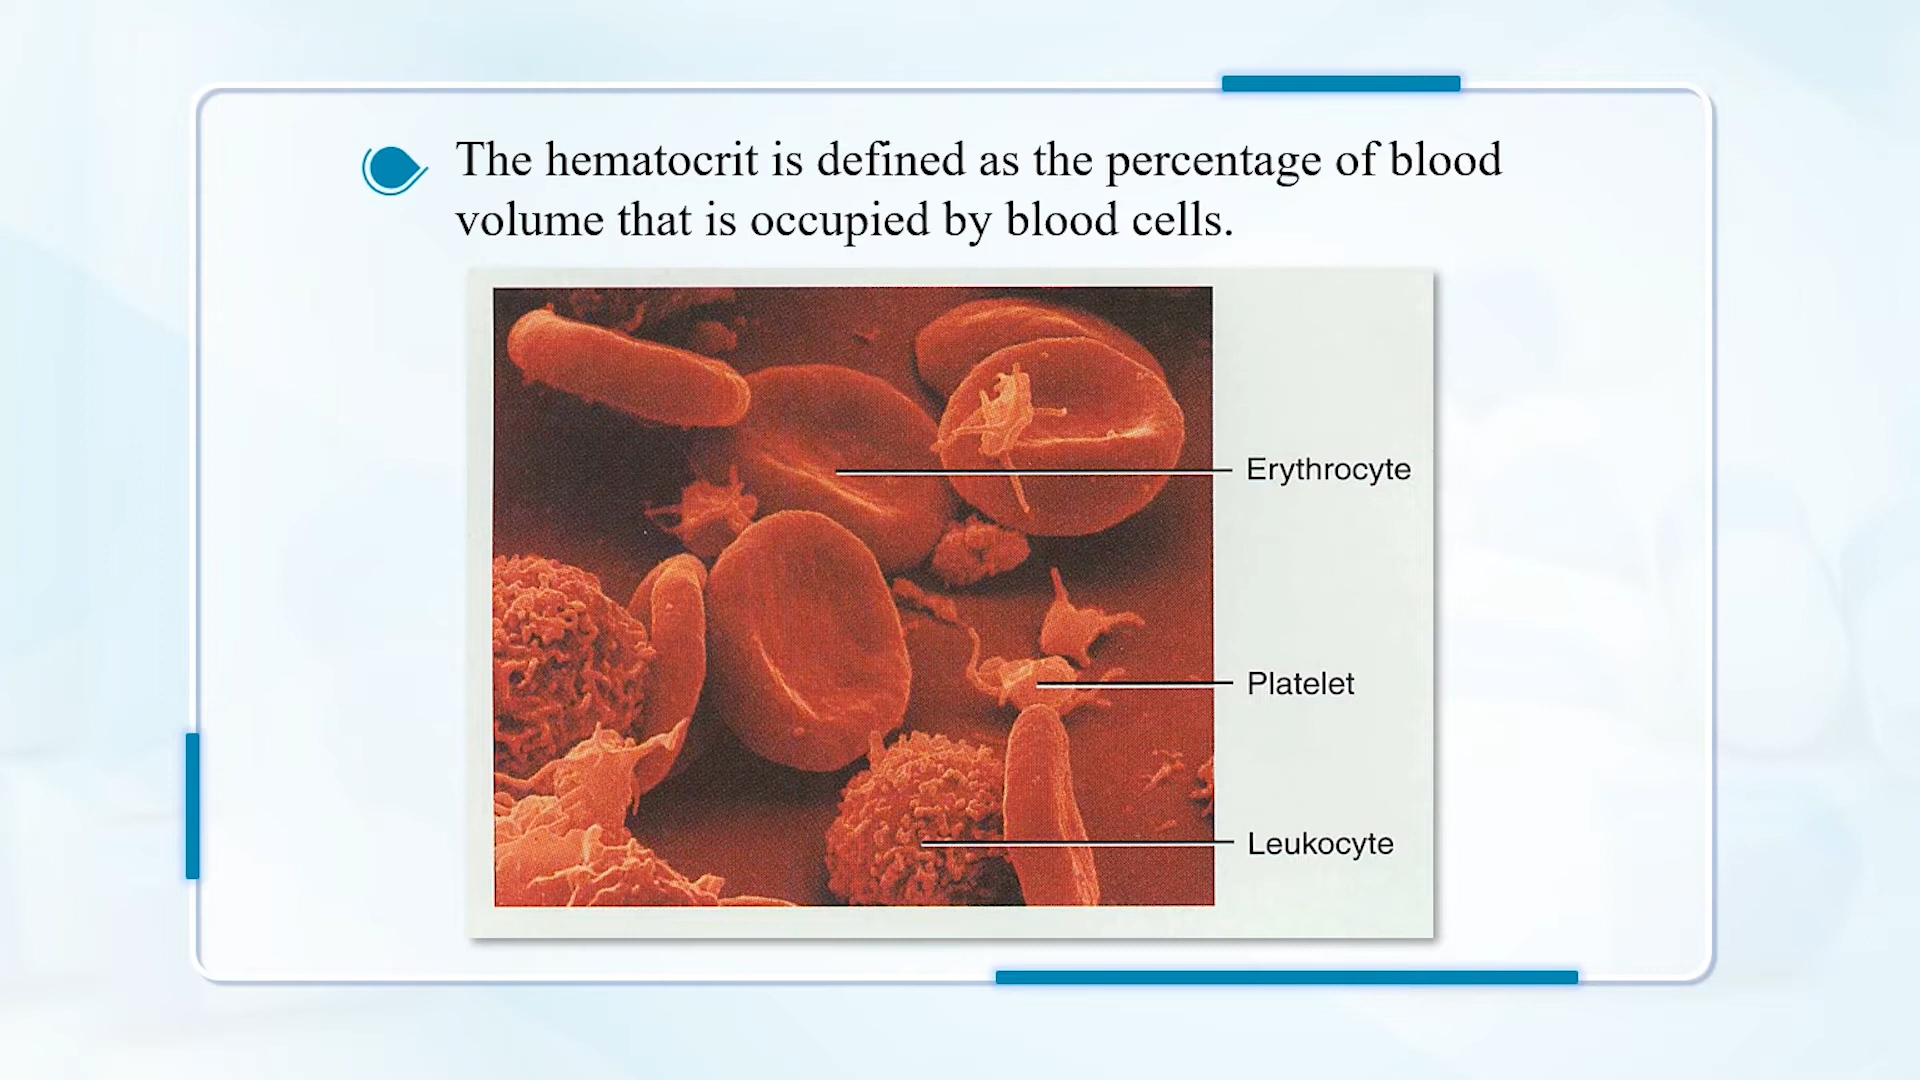 The hematocrit is defined as the percentage of blood
volume that is occupied by blood cells.
Erythrocyte
Platelet
Leukocyte